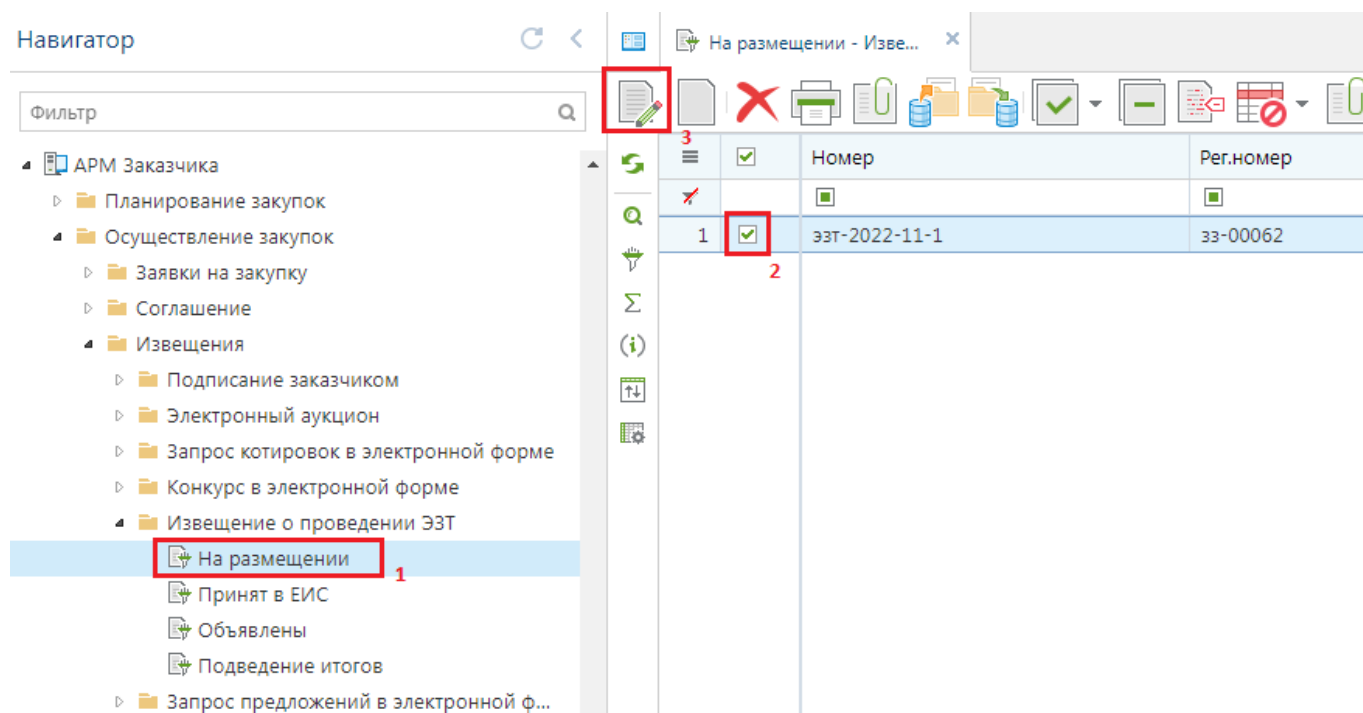 Навигатор
На размещении - Изве...
Фильтр
3
АРМ Заказчика
Номер
Рег.номер
Планирование закупок
Осуществление закупок
1
эзт-2022-11-1
зз-00062
2
Заявки на закупку
Соглашение
Извещения
Подписание заказчиком
Электронный аукцион
Запрос котировок в электронной форме
Конкурс в электронной форме
Извещение о проведении ЭЗТ
На размещении
1
Принят в ЕИС
Объявлены
Подведение итогов
Запрос предложений в электронной ф...